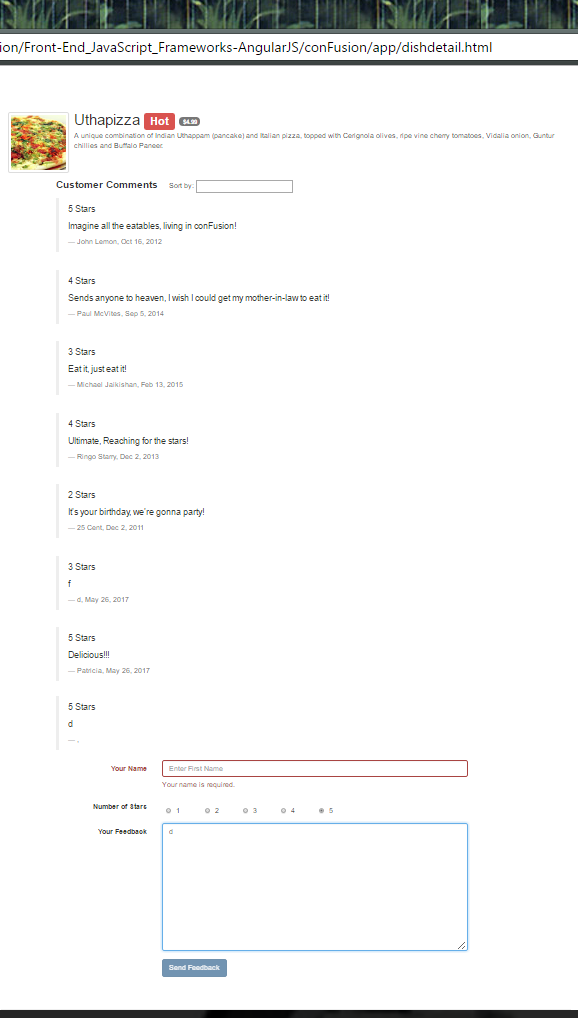 ion/Front-End_JavaScript_Frameworks-AngularJS/conFusion/app/dishdetail.html
Uthapizza Hot $4.99
A unique combination of Indian Uthappam (pancake) and Italian pizza, topped with Cerignola olives, ripe vine cherry tomatoes, Vidalia onion, Guntur
chillies and Buffalo Paneer.
Customer Comments Sort by:
5 Stars
Imagine all the eatables, living in conFusion!
— John Lemon, Oct 16, 2012
4 Stars
Sends anyone to heaven, I wish I could get my mother-in-law to eat it!
— Paul McVites, Sep 5, 2014
3 Stars
Eat it, just eat it!
— Michael Jaikishan, Feb 13, 2015
4 Stars
Ultimate, Reaching for the stars!
— Ringo Starry, Dec 2, 2013
2 Stars
It's your birthday, we're gonna party!
— 25 Cent, Dec 2, 2011
3 Stars
f
— d, May 26, 2017
5 Stars
Delicious!!!
— Patricia, May 26, 2017
5 Stars
d
— ,
Your Name Enter First Name
Your name is required.
Number of Stars 1 2 3 4 5
Your Feedback d
Send Feedback